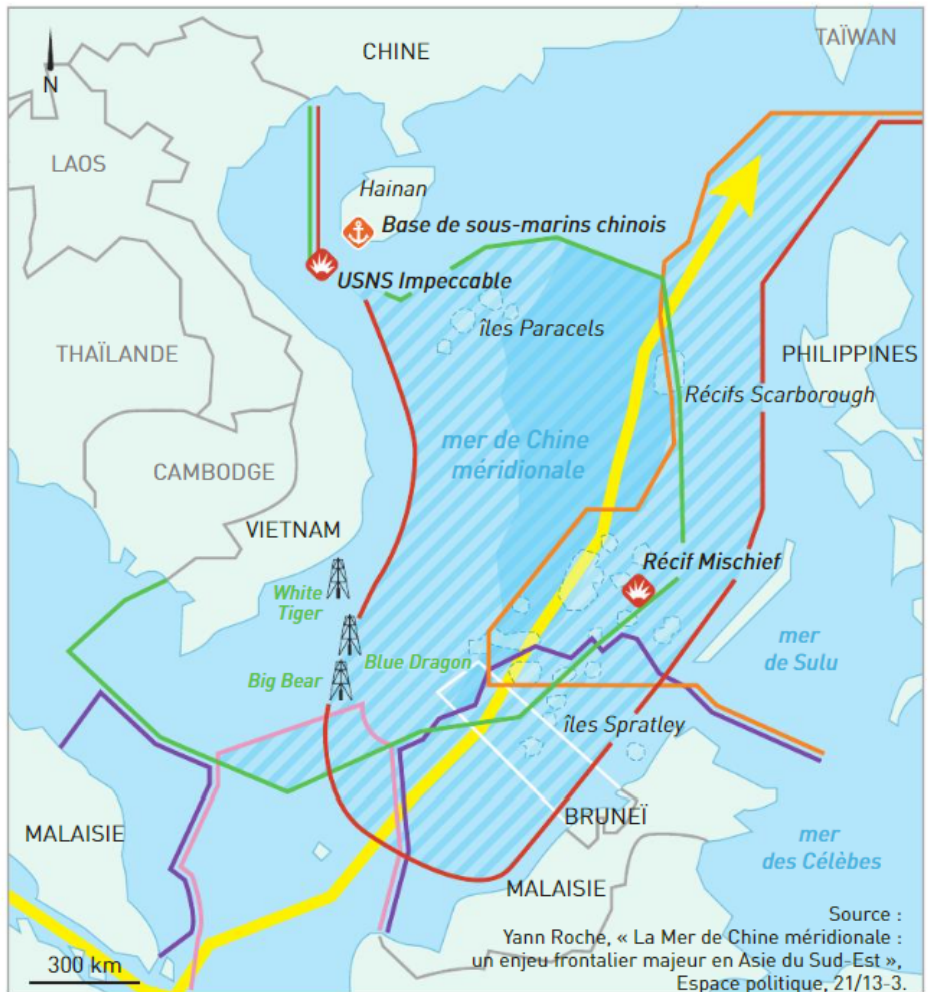 TAÏWAN
CHINE
N
LAOS
Hainan
Base de sous-marins chinois
USNS Impeccable
îles Paracels
THAÏLANDE
PHILIPPINES
Récifs Scarborough
mer de Chine
méridionale
CAMBODGE
VIETNAM
Récif Mischief
White
Tiger
mer
de Sulu
Blue Dragon
Big Bear
îles Spratley
BRUNEÏ
MALAISIE
mer
des Célèbes
MALAISIE
Source :
Yann Roche, « La Mer de Chine méridionale :
un enjeu frontalier majeur en Asie du Sud-Est »,
Espace politique, 21/13-3.
300 km